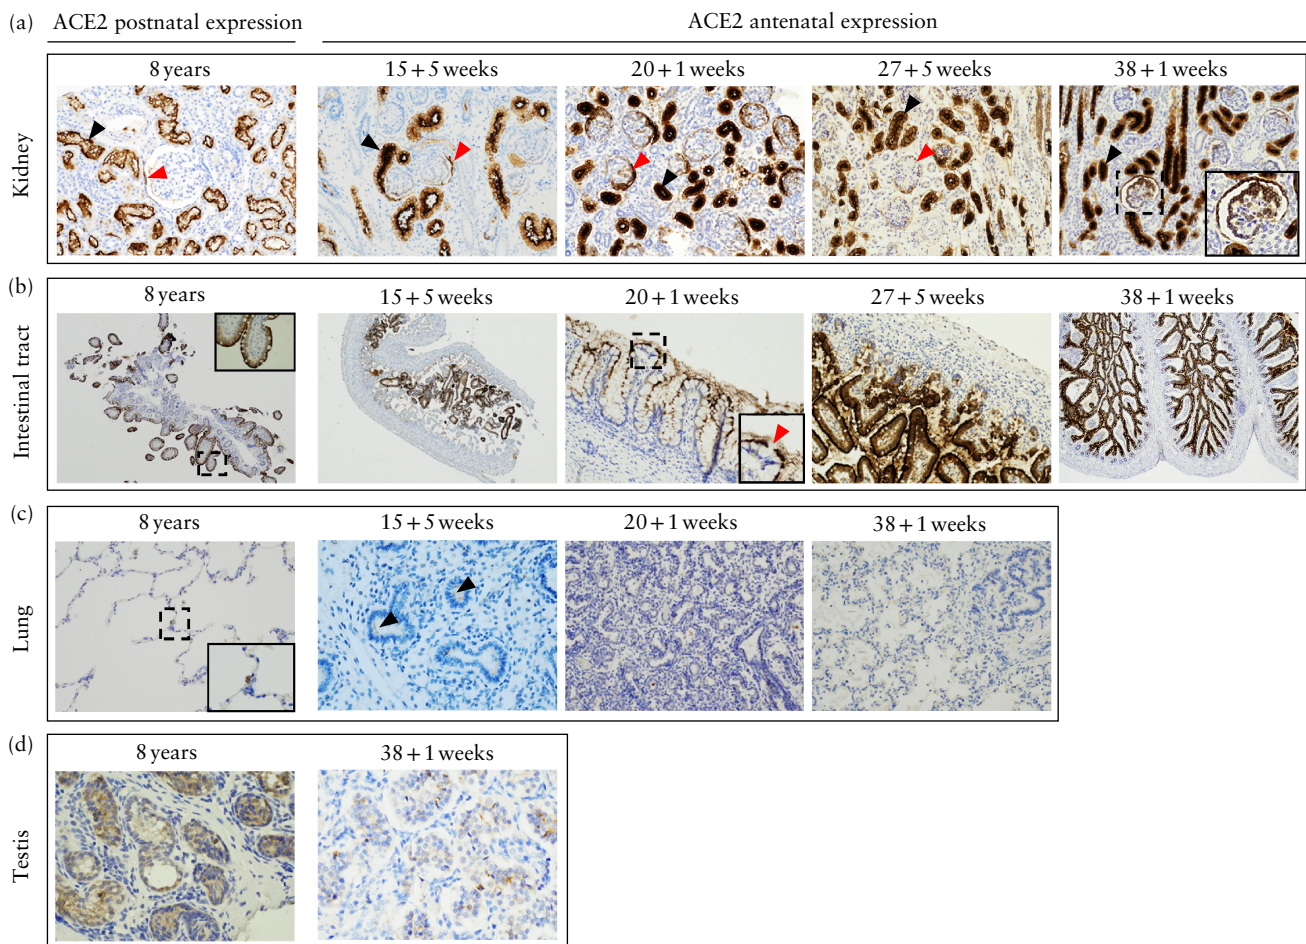 (a) ACE2 postnatal expression ACE2 antenatal expression
8 years 15 + 5 weeks 20 + 1 weeks 27 + 5 weeks 38 + 1 weeks
Kidney
(b) 8 years 15 + 5 weeks 20 + 1 weeks 27 + 5 weeks 38 + 1 weeks
Intestinal tract
(c) 8 years 15 + 5 weeks 20 + 1 weeks 38 + 1 weeks
Lung
(d) 8 years 38 + 1 weeks
Testis